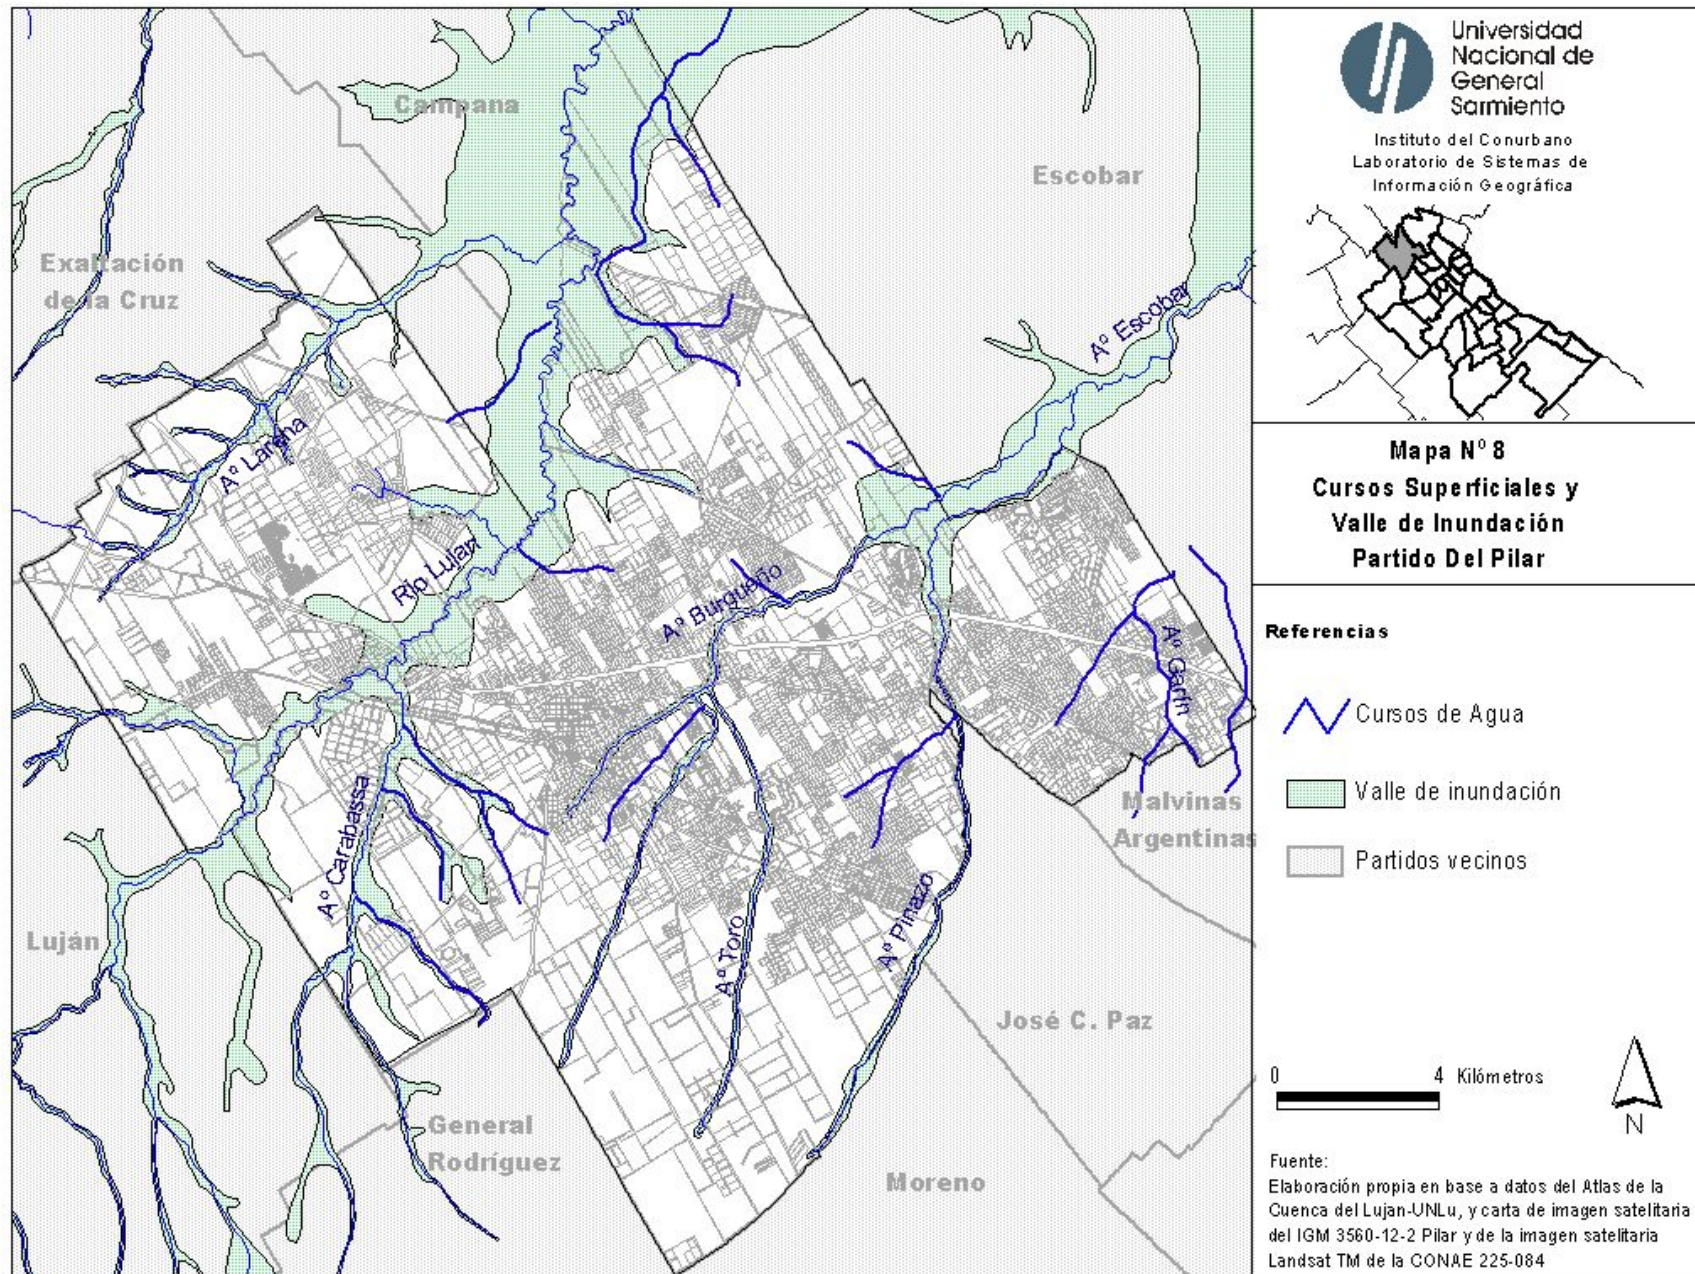 Universidad
Nacional de
General
Sarmiento
Instituto del Conurbano
Laboratorio de Sistemas de
Información Geográfica
Mapa Nº 8
Cursos Superficiales y
Valle de Inundación
Partido Del Pilar
Referencias
Cursos de Agua
Valle de inundación
Partidos vecinos
0 4 Kilómetros
N
Fuente:
Elaboración propia en base a datos del Atlas de la
Cuenca del Lujan-UNLu, y carta de imagen satelitaria
del IGM 3560-12-2 Pilar y de la imagen satelitaria
Landsat TM de la CONAE 225-084
Campana
Escobar
Exaltación
de la Cruz
Aº Escobar
Aº Larena
Río Lujan
Aº Burgueño
Aº Garín
Malvinas
Argentinas
Aº Carabassa
Aº Pinazo
Aº Toro
Luján
José C. Paz
General
Rodríguez
Moreno